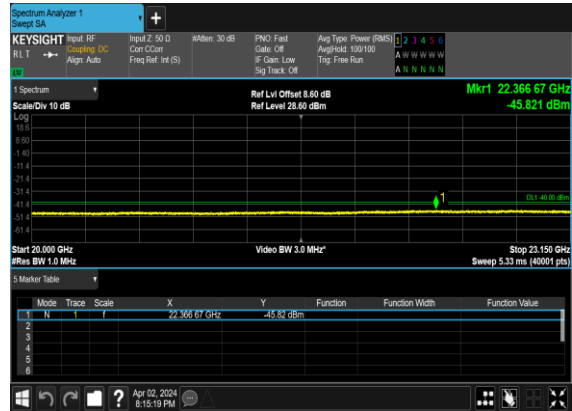 Spectrum Analyzer 1
Swept SA
KEYSIGHT Input: RF Input Z: 50 Ω #Atten: 30 dB PNO: Fast Avg Type: Power (RMS) 1 2 3 4 5 6
RLT Coupling: DC Corr CCorr Gate: Off Avg|Hold: 100/100 A W W W W W
Align: Auto Freq Ref: Int (S) IF Gain: Low Trig: Free Run
Sig Track: Off A N N N N N
1 Spectrum Ref Lvl Offset 8.60 dB Mkr1 22.366 67 GHz
Scale/Div 10 dB Ref Level 28.60 dBm -45.821 dBm
Log
18.6
8.60
-1.40
-11.4
-21.4
-31.4 1
DL1 -40.00 dBm
-41.4
-51.4
-61.4
Start 20.000 GHz Video BW 3.0 MHz* Stop 23.150 GHz
#Res BW 1.0 MHz Sweep 5.33 ms (40001 pts)
5 Marker Table
Mode Trace Scale X Y Function Function Width Function Value
1 N 1 f 22.366 67 GHz -45.82 dBm
2
3
4
5
6
Apr 02, 2024
8:15:19 PM